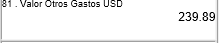 81 . Valor Otros Gastos USD
239.89